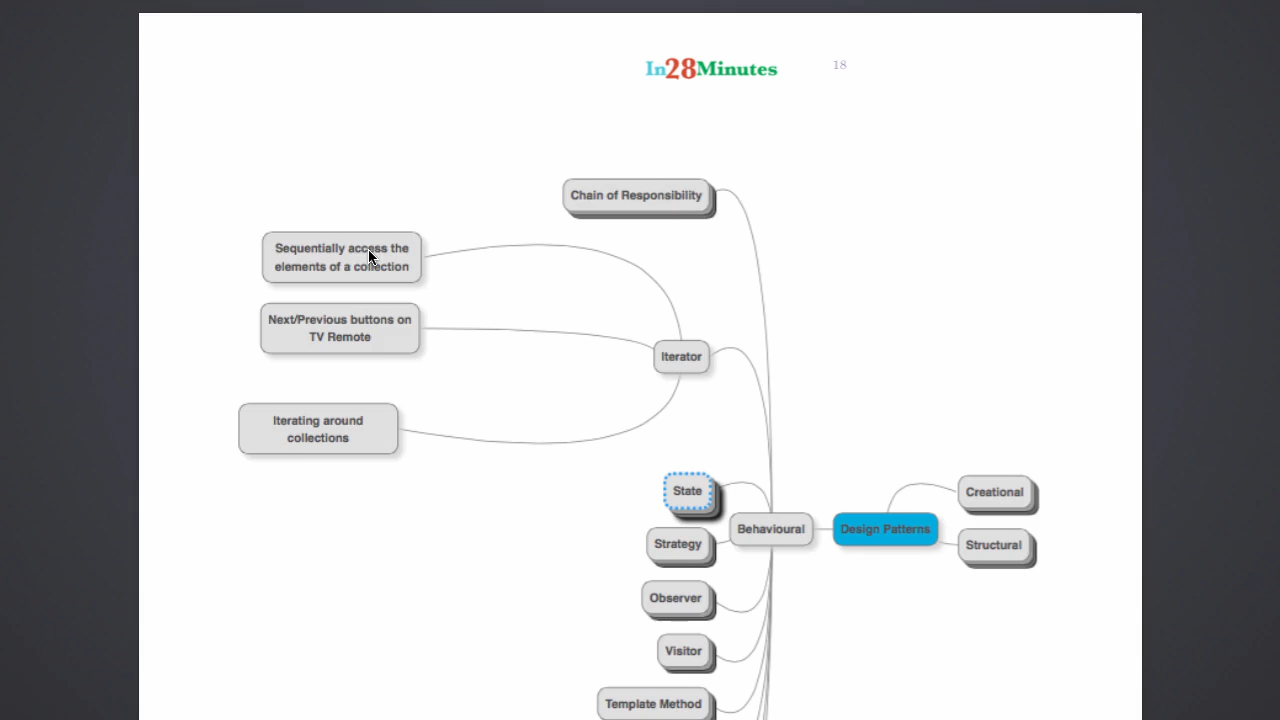 In28Minutes
18
Chain of Responsibility
Sequentially access the
elements of a collection
Next/Previous buttons on
TV Remote
Iterator
Iterating around
collections
State
Creational
Behavioural
Design Patterns
Strategy
Structural
Observer
Visitor
Template Method